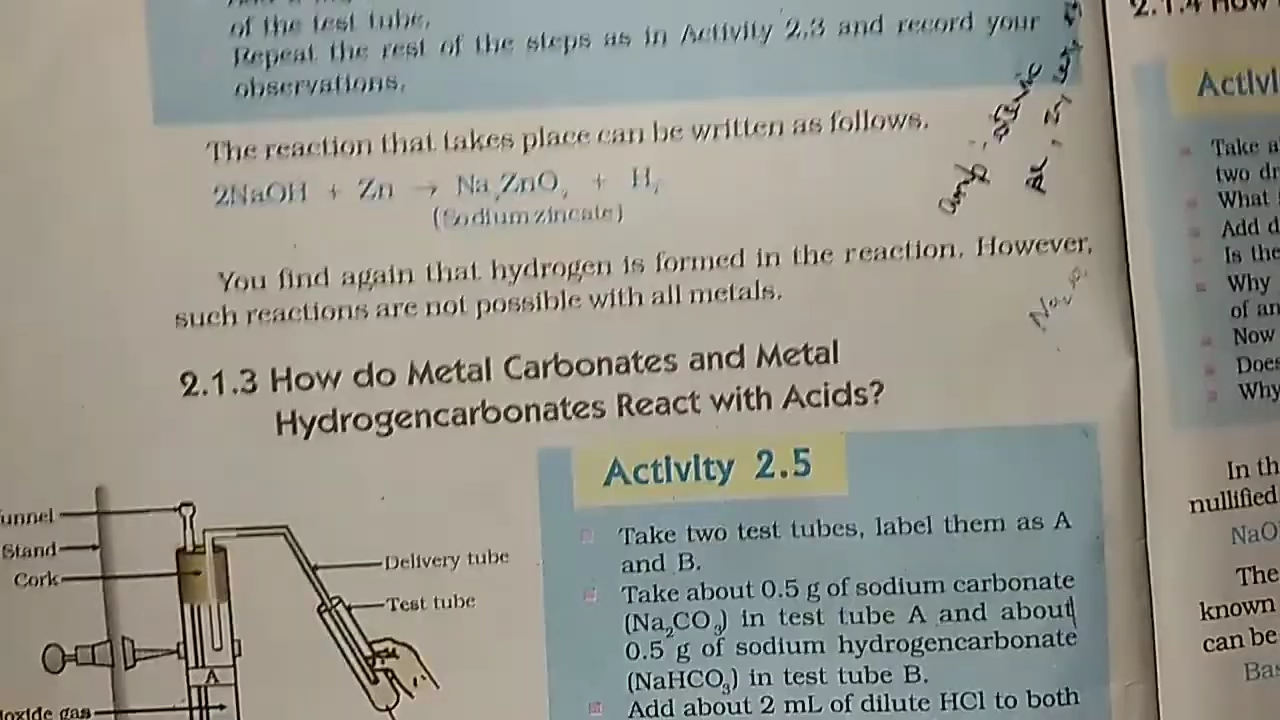 of the test tube.
Repeat the rest of the steps as in Activity 2.3 and record your
observations.
The reaction that takes place can be written as follows.
2NaOH + Zn → Na₂ZnO₂ + H₂
(Sodium zincate)
You find again that hydrogen is formed in the reaction. However,
such reactions are not possible with all metals.
2.1.3 How do Metal Carbonates and Metal
Hydrogencarbonates React with Acids?
unnel
Stand
Cork
Delivery tube
Test tube
A
oxide gas
Activity 2.5
Take two test tubes, label them as A
and B.
Take about 0.5 g of sodium carbonate
(Na₂CO₃) in test tube A and about
0.5 g of sodium hydrogencarbonate
(NaHCO₃) in test tube B.
Add about 2 mL of dilute HCl to both
2.1.4 How
Activi
Take a
two dr
What
Add d
Is the
Why
of an
Now
Does
Why
In th
nullified
NaO
The
known
can be
Bas